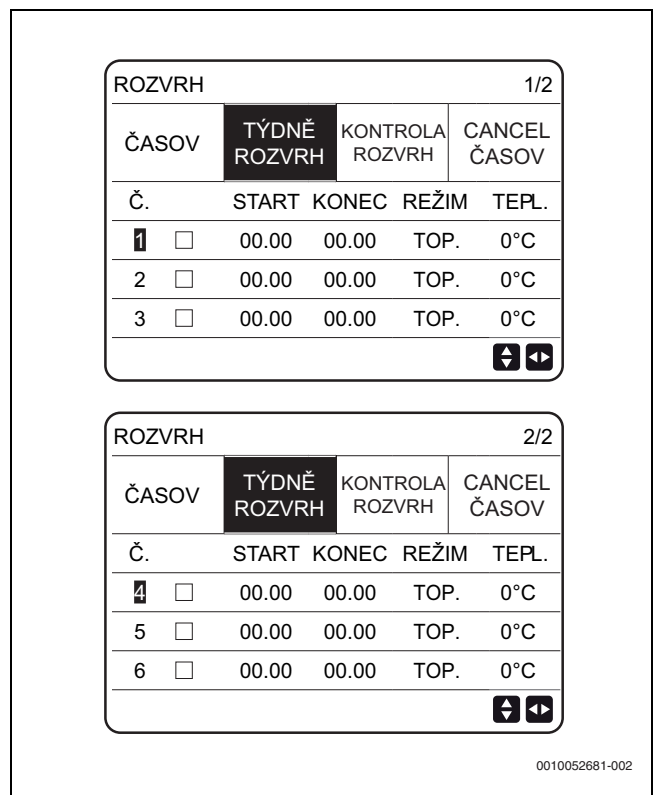 ROZVRH 1/2
ČASOV TÝDNĚ ROZVRH KONTROLA ROZVRH CANCEL ČASOV
Č. START KONEC REŽIM TEPL.
1 ☐ 00.00 00.00 TOP. 0°C
2 ☐ 00.00 00.00 TOP. 0°C
3 ☐ 00.00 00.00 TOP. 0°C
ROZVRH 2/2
ČASOV TÝDNĚ ROZVRH KONTROLA ROZVRH CANCEL ČASOV
Č. START KONEC REŽIM TEPL.
4 ☐ 00.00 00.00 TOP. 0°C
5 ☐ 00.00 00.00 TOP. 0°C
6 ☐ 00.00 00.00 TOP. 0°C
0010052681-002